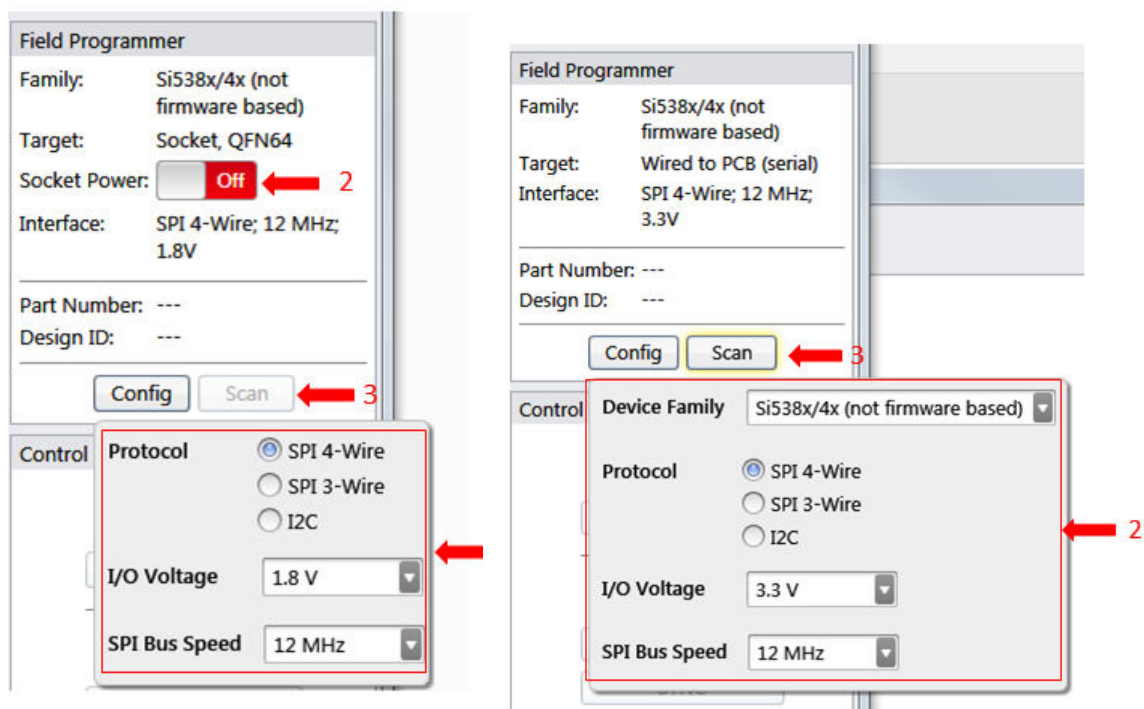 Field Programmer
Family: Si538x/4x (not
firmware based)
Target: Socket, QFN64
Socket Power: Off 2
Interface: SPI 4-Wire; 12 MHz;
1.8V
Part Number: ---
Design ID: ---
Config Scan 3
Control
Protocol SPI 4-Wire
SPI 3-Wire
I2C
I/O Voltage 1.8 V
SPI Bus Speed 12 MHz
Field Programmer
Family: Si538x/4x (not
firmware based)
Target: Wired to PCB (serial)
Interface: SPI 4-Wire; 12 MHz;
3.3V
Part Number: ---
Design ID: ---
Config Scan 3
Control
Device Family Si538x/4x (not firmware based)
Protocol SPI 4-Wire
SPI 3-Wire
I2C
2
I/O Voltage 3.3 V
SPI Bus Speed 12 MHz